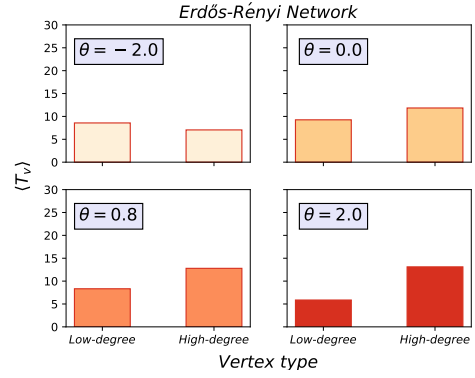 Erdős-Rényi Network
30
25
20
15
10
5
0
θ = − 2.0
θ = 0.0
⟨T_v⟩
30
25
20
15
10
5
0
θ = 0.8
θ = 2.0
Low-degree High-degree Low-degree High-degree
Vertex type